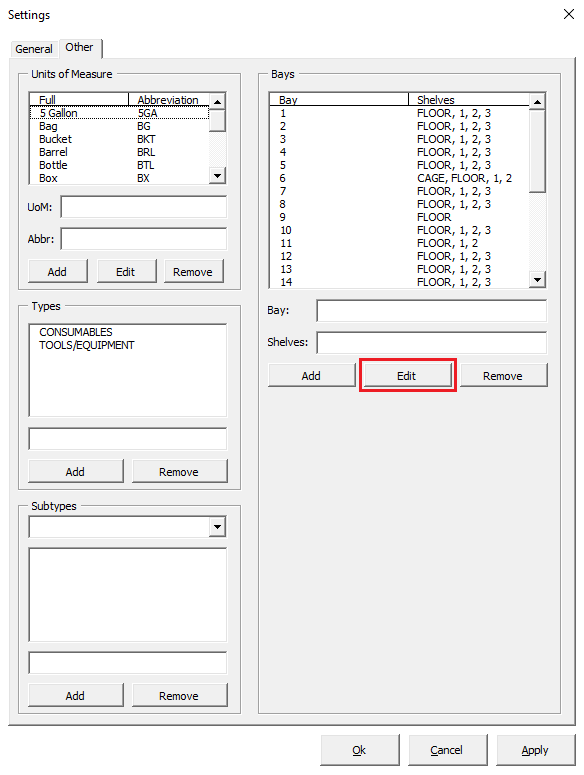 Settings
General Other
Units of Measure
Full Abbreviation
5 Gallon 5GA
Bag BG
Bucket BKT
Barrel BRL
Bottle BTL
Box BX
UoM:
Abbr:
Add Edit Remove
Types
CONSUMABLES
TOOLS/EQUIPMENT
Add Remove
Subtypes
Add Remove
Bays
Bay Shelves
1 FLOOR, 1, 2, 3
2 FLOOR, 1, 2, 3
3 FLOOR, 1, 2, 3
4 FLOOR, 1, 2, 3
5 FLOOR, 1, 2, 3
6 CAGE, FLOOR, 1, 2
7 FLOOR, 1, 2, 3
8 FLOOR, 1, 2, 3
9 FLOOR
10 FLOOR, 1, 2, 3
11 FLOOR, 1, 2
12 FLOOR, 1, 2, 3
13 FLOOR, 1, 2, 3
14 FLOOR, 1, 2, 3
Bay:
Shelves:
Add Edit Remove
Ok Cancel Apply